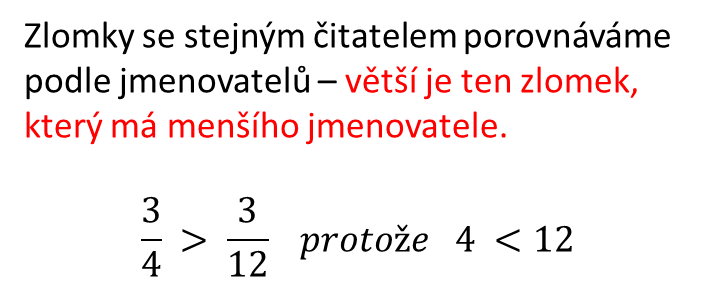 Zlomky se stejným čitatelem porovnáváme
podle jmenovatelů – větší je ten zlomek,
který má menšího jmenovatele.
3/4 > 3/12 protože 4 < 12